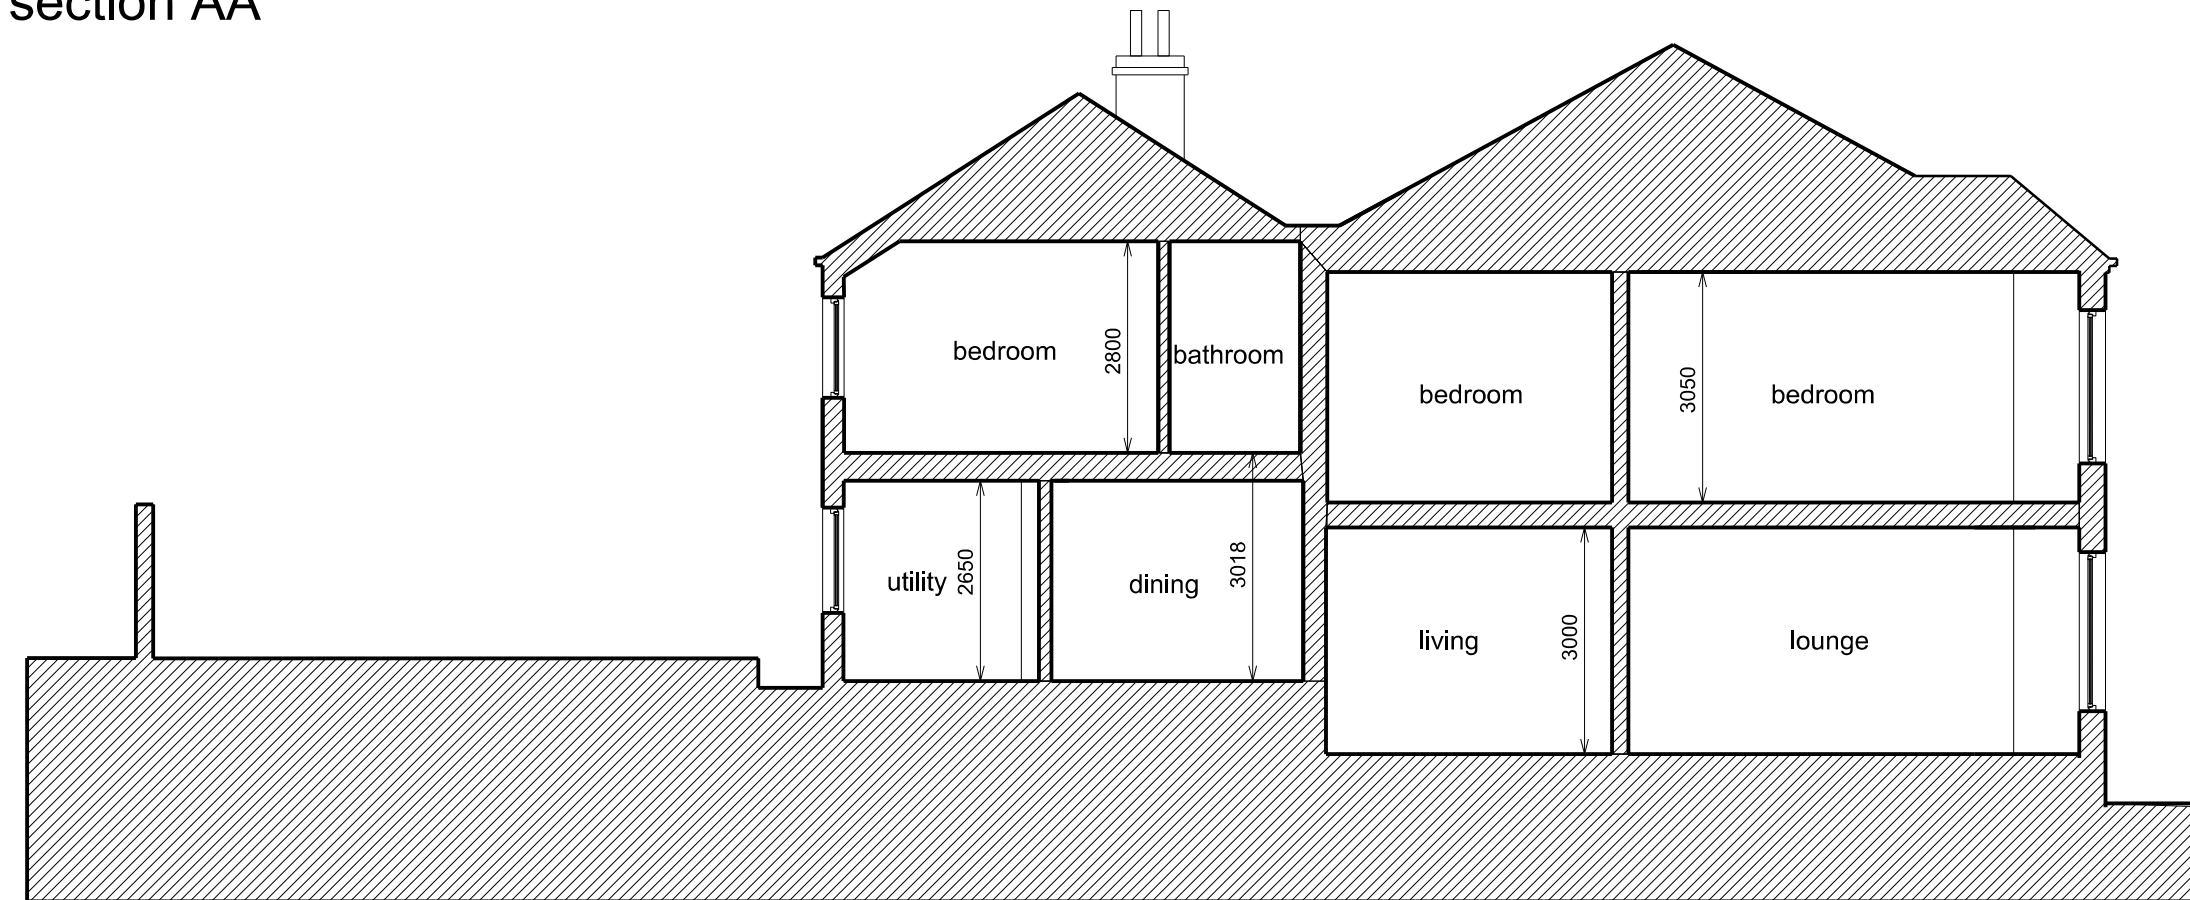 section AA
bedroom
2800
bathroom
bedroom
3050
bedroom
utility
2650
dining
3018
living
3000
lounge